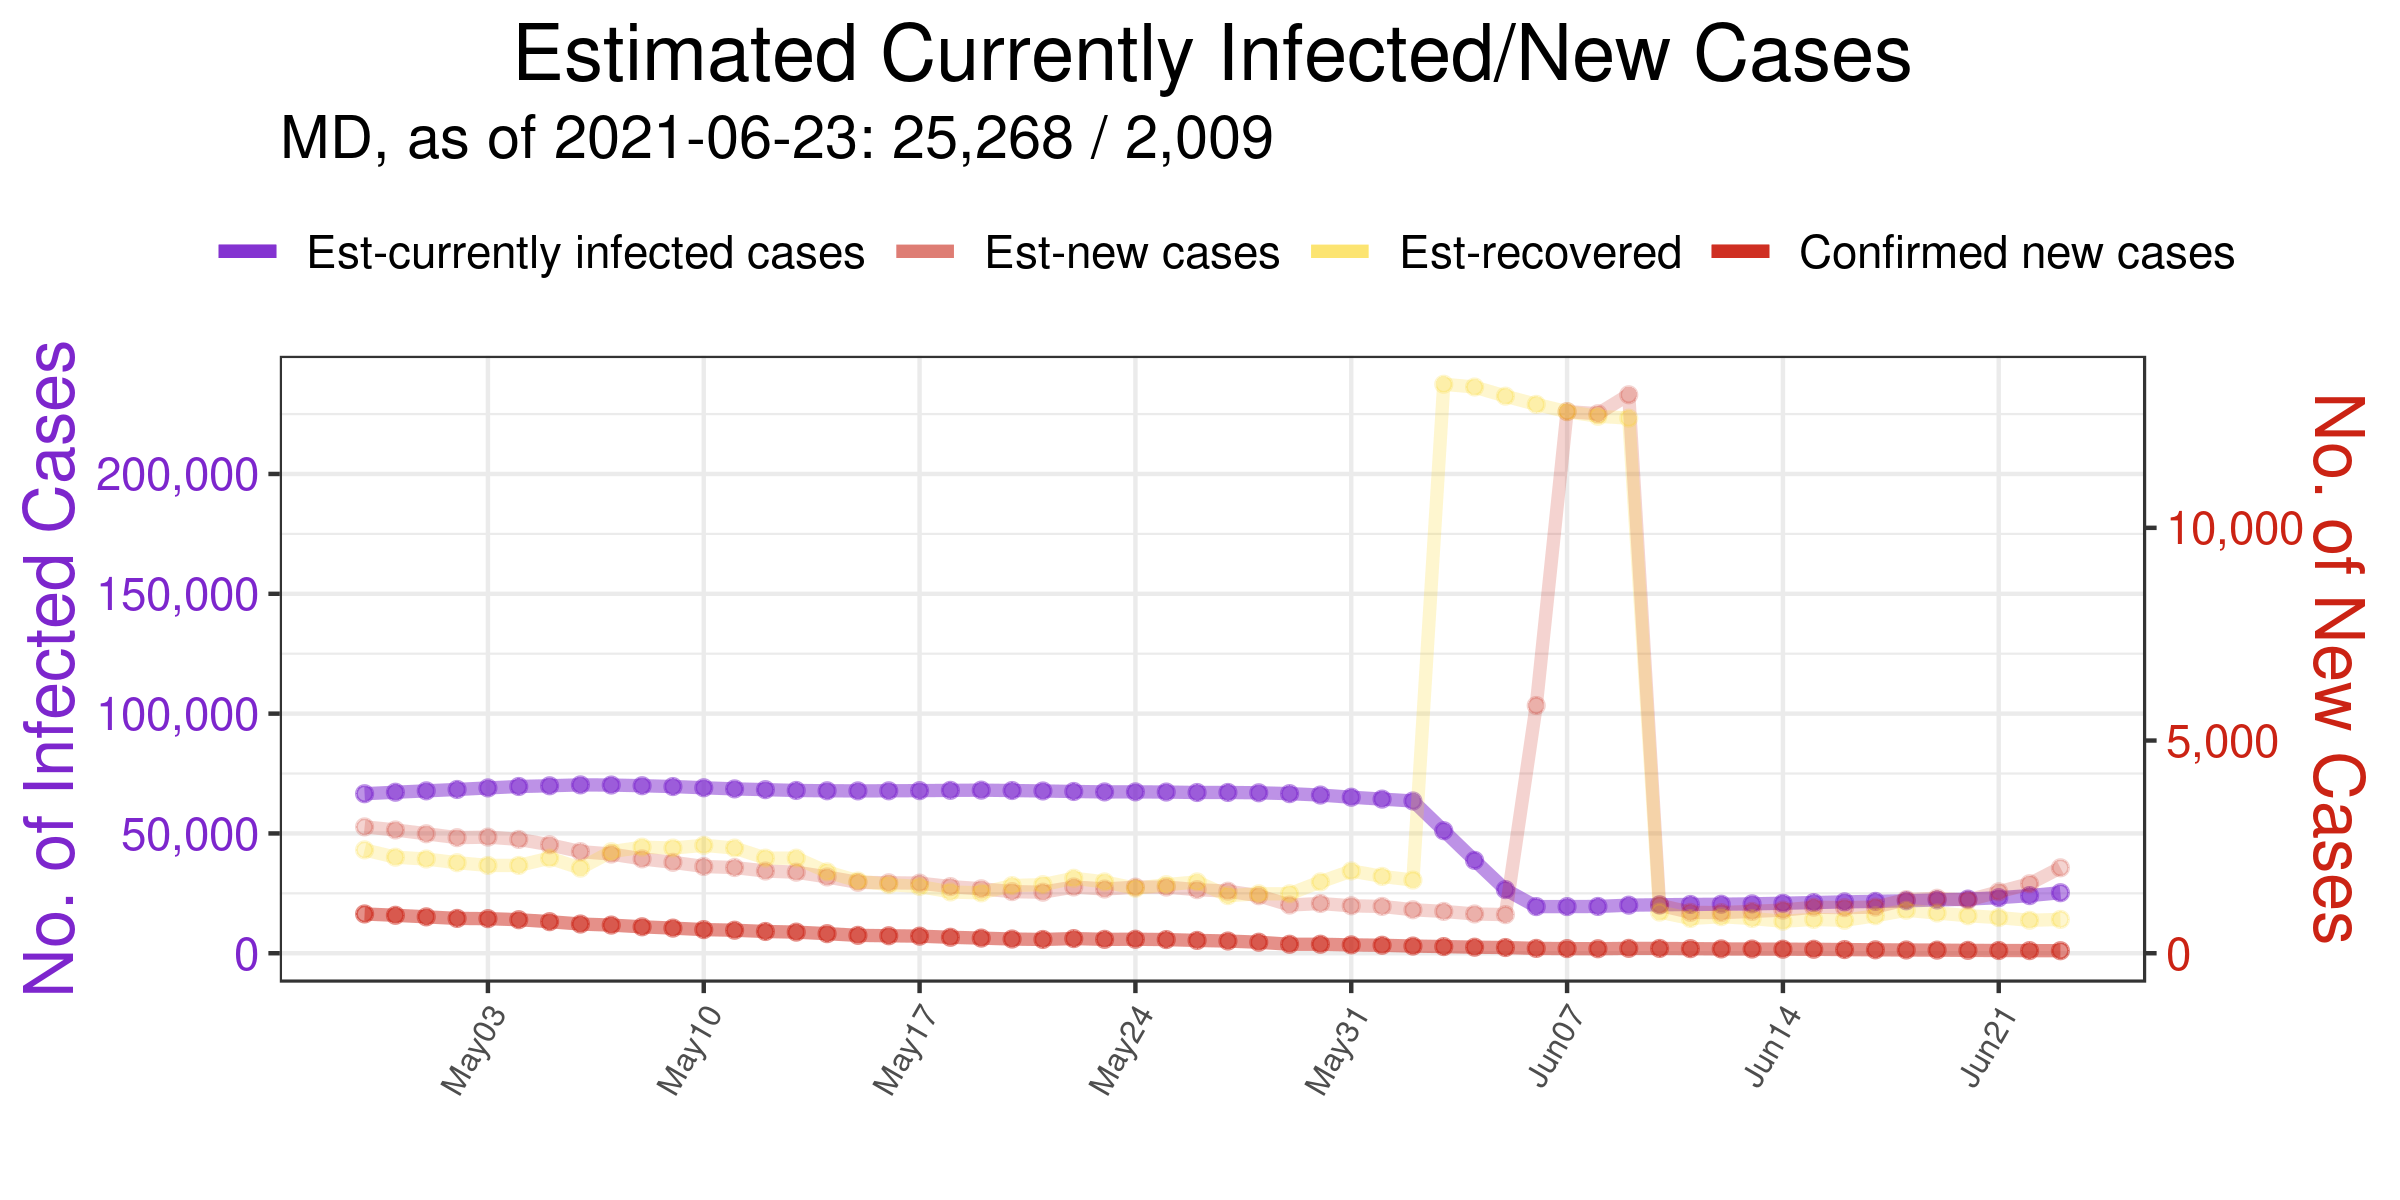 Estimated Currently Infected/New Cases
MD, as of 2021-06-23: 25,268 / 2,009
Est-currently infected cases Est-new cases Est-recovered Confirmed new cases
No. of Infected Cases
200,000
150,000
100,000
50,000
0
No. of New Cases
10,000
5,000
0
May03 May10 May17 May24 May31 Jun07 Jun14 Jun21